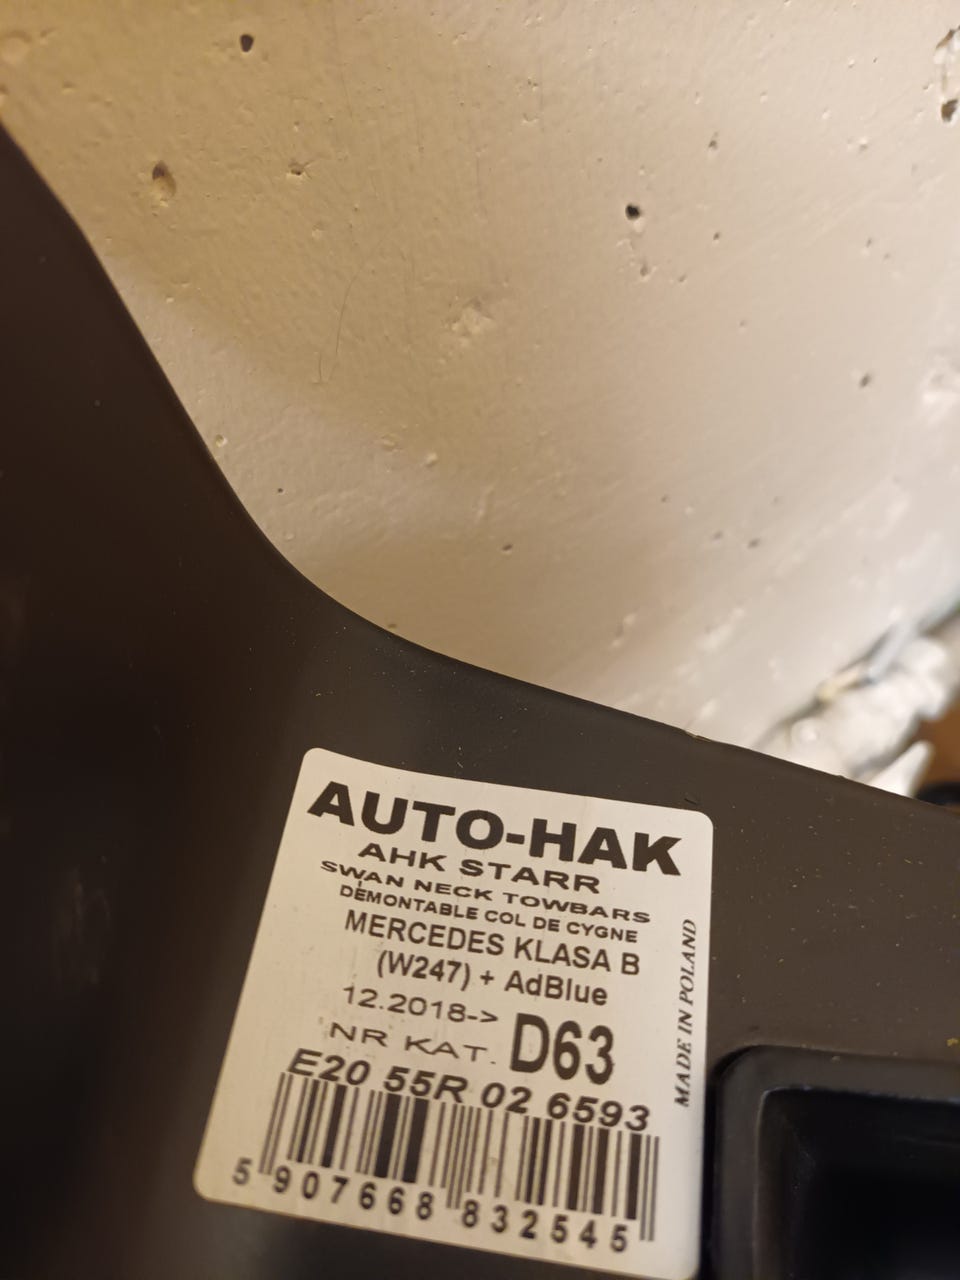 AUTO-HAK
AHK STARR
SWAN NECK TOWBARS
DÉMONTABLE COL DE CYGNE
MERCEDES KLASA B
(W247) + AdBlue
12.2018->
NR KAT. D63
E20 55R 02 6593
5 907668 832545
MADE IN POLAND